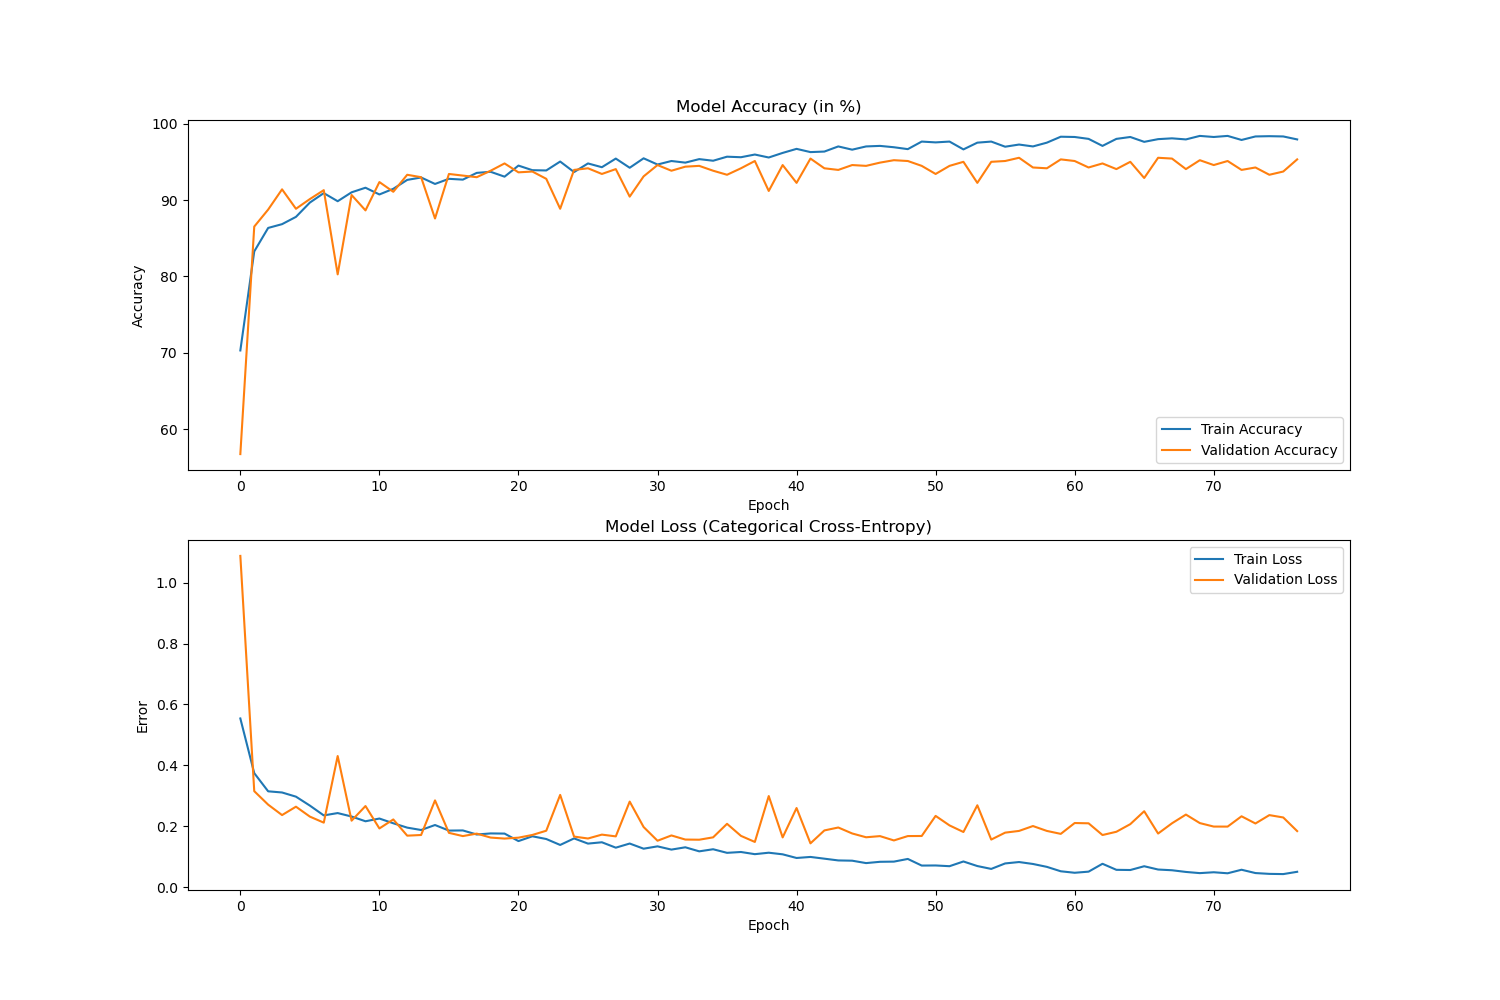 Model Accuracy (in %)
100
90
80
70
60
Accuracy
Train Accuracy
Validation Accuracy
0 10 20 30 40 50 60 70
Epoch
Model Loss (Categorical Cross-Entropy)
Train Loss
Validation Loss
1.0
0.8
0.6
0.4
0.2
0.0
Error
0 10 20 30 40 50 60 70
Epoch